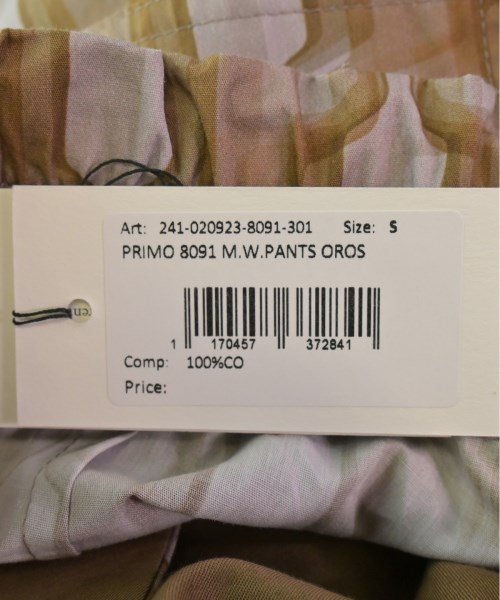 Art: 241-020923-8091-301 Size: S
PRIMO 8091 M.W.PANTS OROS
1 170457 372841
Comp: 100%CO
Price: